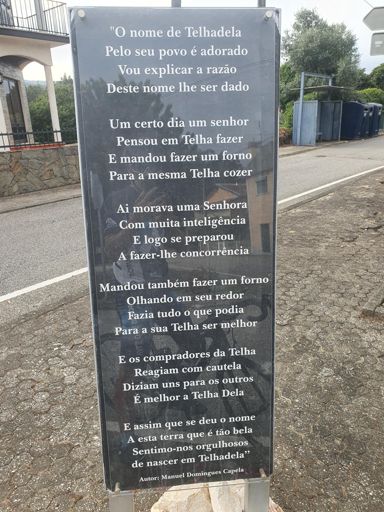 "O nome de Telhadela
Pelo seu povo é adorado
Vou explicar a razão
Deste nome lhe ser dado
Um certo dia um senhor
Pensou em Telha fazer
E mandou fazer um forno
Para a mesma Telha cozer
Ai morava uma Senhora
Com muita inteligência
E logo se preparou
A fazer-lhe concorrência
Mandou também fazer um forno
Olhando em seu redor
Fazia tudo o que podia
Para a sua Telha ser melhor
E os compradores da Telha
Reagiam com cautela
Diziam uns para os outros
É melhor a Telha Dela
E assim que se deu o nome
A esta terra que é tão bela
Sentimo-nos orgulhosos
de nascer em Telhadela"
Autor: Manuel Domingues Capela